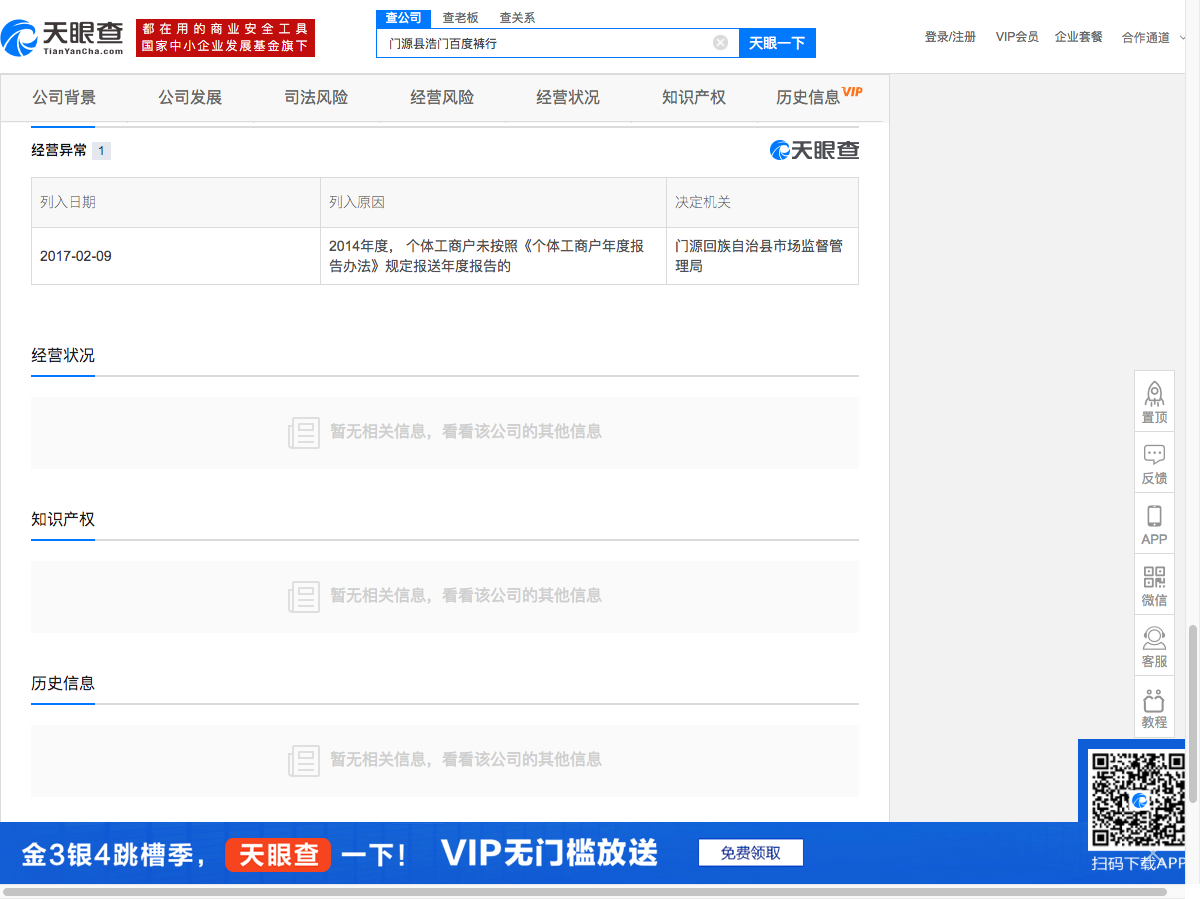 天眼查
TianYanCha.com
都在用的商业安全工具
国家中小企业发展基金旗下
查公司 查老板 查关系
门源县浩门百度裤行
天眼一下
登录/注册 VIP会员 企业套餐 合作通道
公司背景 公司发展 司法风险 经营风险 经营状况 知识产权 历史信息 VIP
经营异常 1
天眼查
列入日期 列入原因 决定机关
2017-02-09
2014年度， 个体工商户未按照《个体工商户年度报
告办法》规定报送年度报告的
门源回族自治县市场监督管
理局
经营状况
暂无相关信息，看看该公司的其他信息
知识产权
暂无相关信息，看看该公司的其他信息
历史信息
暂无相关信息，看看该公司的其他信息
置顶
反馈
APP
微信
客服
教程
金3银4跳槽季， 天眼查 一下！ VIP无门槛放送 免费领取
扫码下载APP